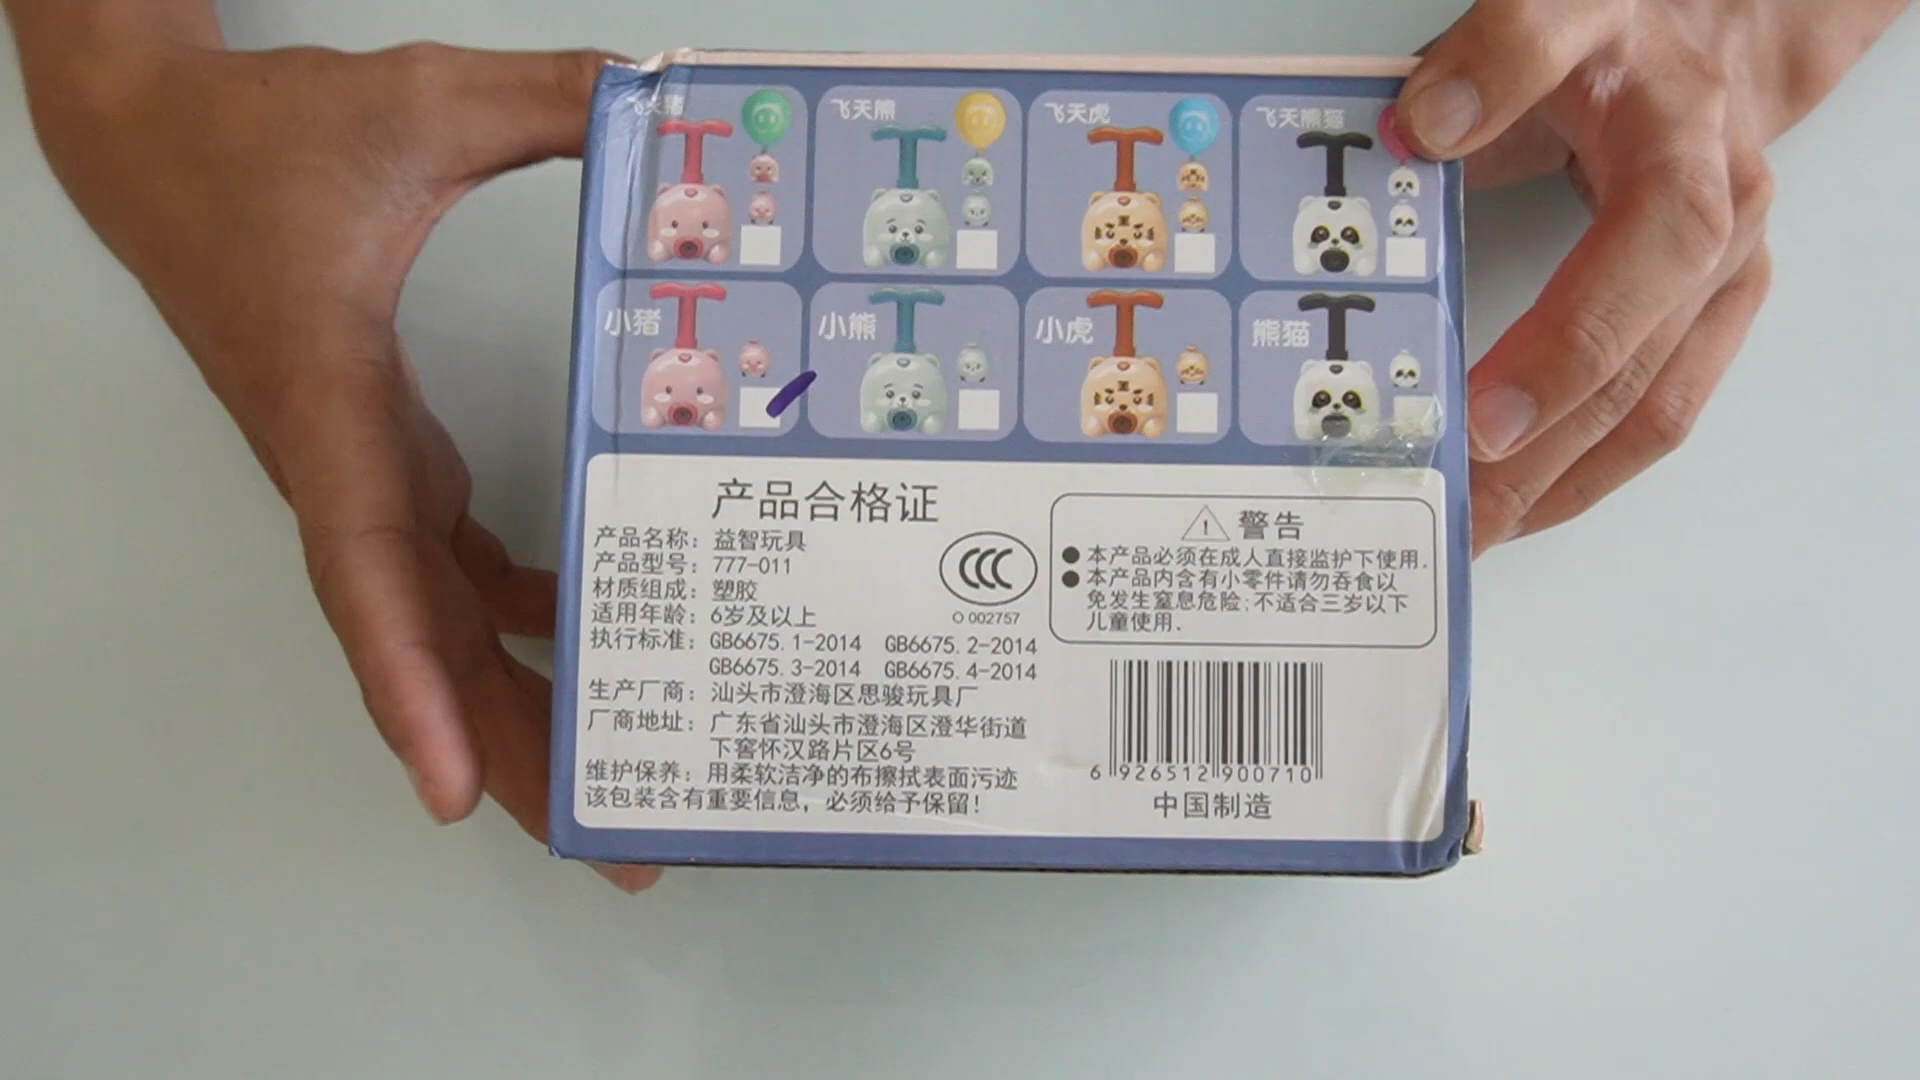 飞天猪
飞天熊
飞天虎
飞天熊猫
小猪
小熊
小虎
熊猫
产品合格证
产品名称：益智玩具
产品型号：777-011
材质组成：塑胶
适用年龄：6岁及以上
执行标准：GB6675.1-2014 GB6675.2-2014
GB6675.3-2014 GB6675.4-2014
生产厂商：汕头市澄海区思骏玩具厂
厂商地址：广东省汕头市澄海区澄华街道
下窖怀汉路片区6号
维护保养：用柔软洁净的布擦拭表面污迹
该包装含有重要信息，必须给予保留！
CCC
O 002757
! 警告
● 本产品必须在成人直接监护下使用.
● 本产品内含有小零件请勿吞食以
免发生窒息危险;不适合三岁以下
儿童使用.
6 926512 900710
中国制造